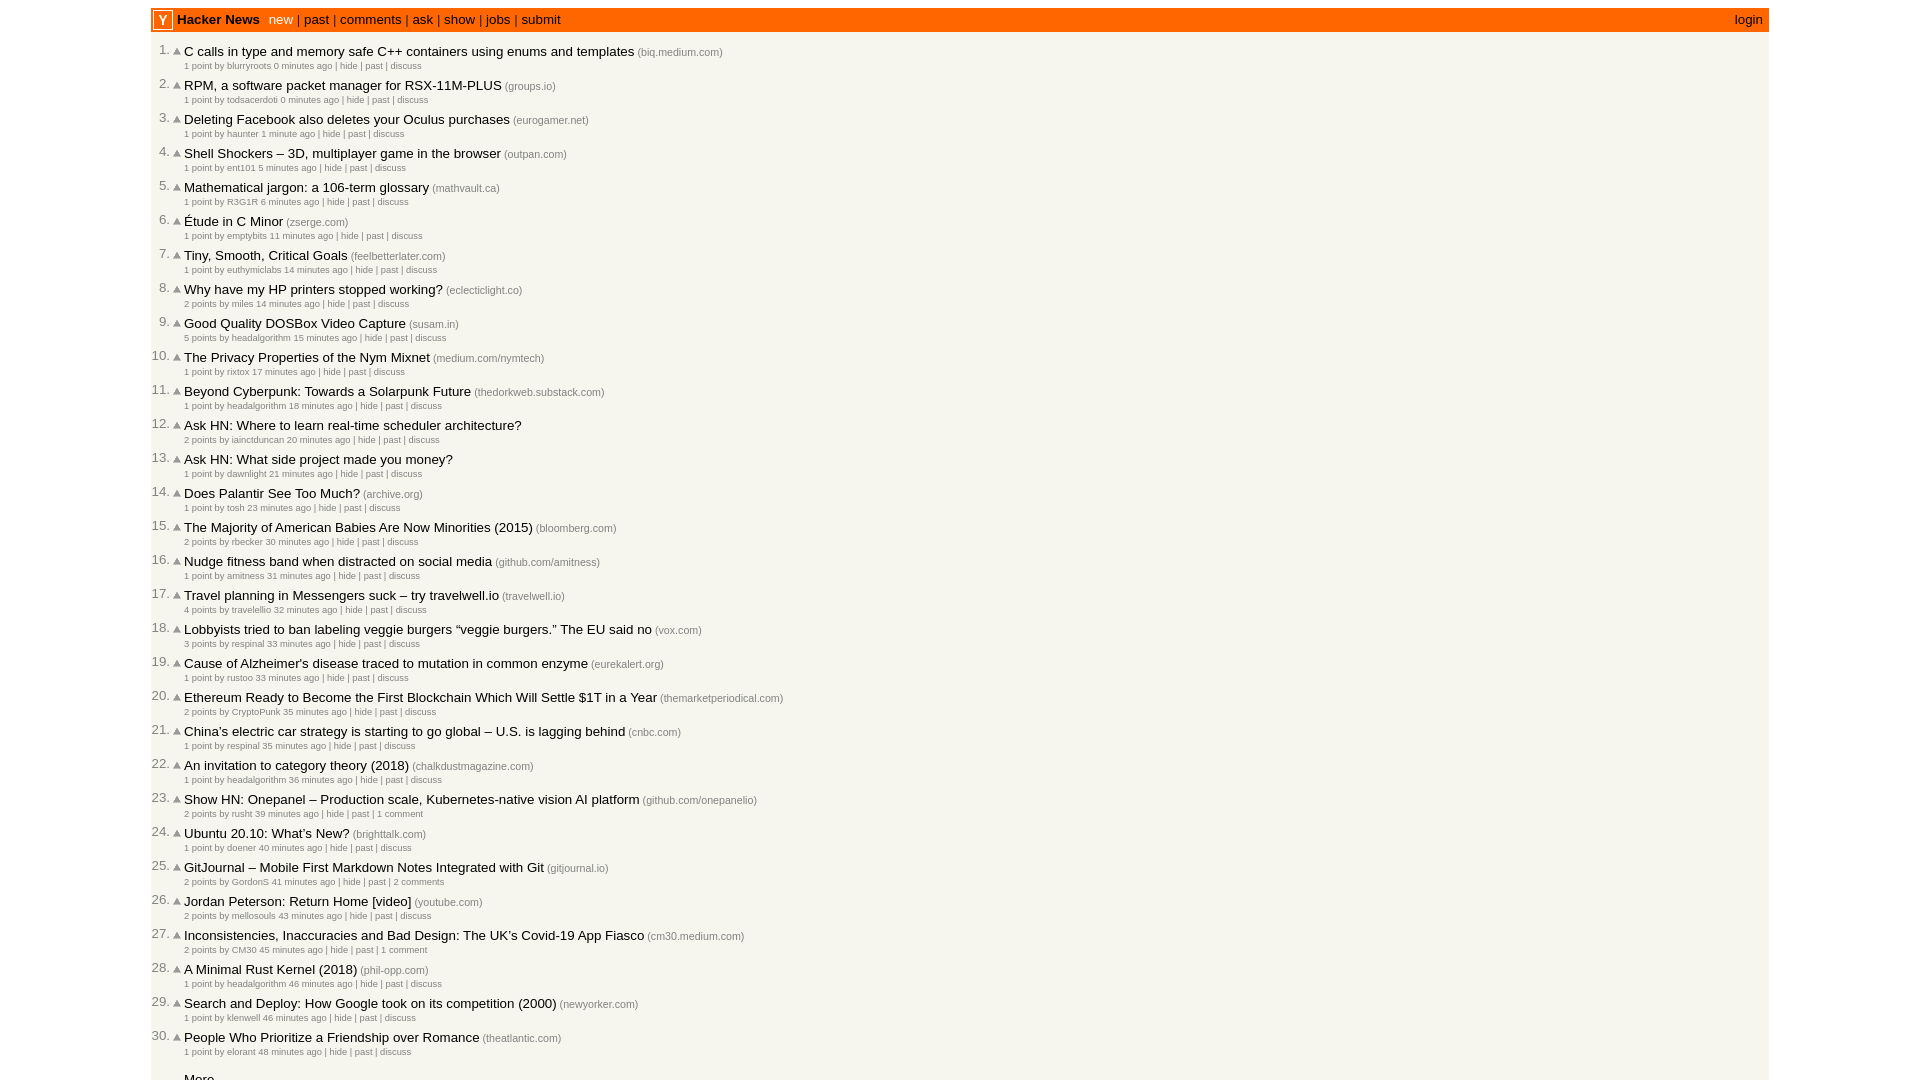 Y Hacker News new | past | comments | ask | show | jobs | submit login
1. C calls in type and memory safe C++ containers using enums and templates (biq.medium.com)
1 point by blurryroots 0 minutes ago | hide | past | discuss
2. RPM, a software packet manager for RSX-11M-PLUS (groups.io)
1 point by todsacerdoti 0 minutes ago | hide | past | discuss
3. Deleting Facebook also deletes your Oculus purchases (eurogamer.net)
1 point by haunter 1 minute ago | hide | past | discuss
4. Shell Shockers – 3D, multiplayer game in the browser (outpan.com)
1 point by ent101 5 minutes ago | hide | past | discuss
5. Mathematical jargon: a 106-term glossary (mathvault.ca)
1 point by R3G1R 6 minutes ago | hide | past | discuss
6. Étude in C Minor (zserge.com)
1 point by emptybits 11 minutes ago | hide | past | discuss
7. Tiny, Smooth, Critical Goals (feelbetterlater.com)
1 point by euthymiclabs 14 minutes ago | hide | past | discuss
8. Why have my HP printers stopped working? (eclecticlight.co)
2 points by miles 14 minutes ago | hide | past | discuss
9. Good Quality DOSBox Video Capture (susam.in)
5 points by headalgorithm 15 minutes ago | hide | past | discuss
10. The Privacy Properties of the Nym Mixnet (medium.com/nymtech)
1 point by rixtox 17 minutes ago | hide | past | discuss
11. Beyond Cyberpunk: Towards a Solarpunk Future (thedorkweb.substack.com)
1 point by headalgorithm 18 minutes ago | hide | past | discuss
12. Ask HN: Where to learn real-time scheduler architecture?
2 points by iainctduncan 20 minutes ago | hide | past | discuss
13. Ask HN: What side project made you money?
1 point by dawnlight 21 minutes ago | hide | past | discuss
14. Does Palantir See Too Much? (archive.org)
1 point by tosh 23 minutes ago | hide | past | discuss
15. The Majority of American Babies Are Now Minorities (2015) (bloomberg.com)
2 points by rbecker 30 minutes ago | hide | past | discuss
16. Nudge fitness band when distracted on social media (github.com/amitness)
1 point by amitness 31 minutes ago | hide | past | discuss
17. Travel planning in Messengers suck – try travelwell.io (travelwell.io)
4 points by travelellio 32 minutes ago | hide | past | discuss
18. Lobbyists tried to ban labeling veggie burgers “veggie burgers.” The EU said no (vox.com)
3 points by respinal 33 minutes ago | hide | past | discuss
19. Cause of Alzheimer's disease traced to mutation in common enzyme (eurekalert.org)
1 point by rustoo 33 minutes ago | hide | past | discuss
20. Ethereum Ready to Become the First Blockchain Which Will Settle $1T in a Year (themarketperiodical.com)
2 points by CryptoPunk 35 minutes ago | hide | past | discuss
21. China’s electric car strategy is starting to go global – U.S. is lagging behind (cnbc.com)
1 point by respinal 35 minutes ago | hide | past | discuss
22. An invitation to category theory (2018) (chalkdustmagazine.com)
1 point by headalgorithm 36 minutes ago | hide | past | discuss
23. Show HN: Onepanel – Production scale, Kubernetes-native vision AI platform (github.com/onepanelio)
2 points by rusht 39 minutes ago | hide | past | 1 comment
24. Ubuntu 20.10: What’s New? (brighttalk.com)
1 point by doener 40 minutes ago | hide | past | discuss
25. GitJournal – Mobile First Markdown Notes Integrated with Git (gitjournal.io)
2 points by GordonS 41 minutes ago | hide | past | 2 comments
26. Jordan Peterson: Return Home [video] (youtube.com)
2 points by mellosouls 43 minutes ago | hide | past | discuss
27. Inconsistencies, Inaccuracies and Bad Design: The UK’s Covid-19 App Fiasco (cm30.medium.com)
2 points by CM30 45 minutes ago | hide | past | 1 comment
28. A Minimal Rust Kernel (2018) (phil-opp.com)
1 point by headalgorithm 46 minutes ago | hide | past | discuss
29. Search and Deploy: How Google took on its competition (2000) (newyorker.com)
1 point by klenwell 46 minutes ago | hide | past | discuss
30. People Who Prioritize a Friendship over Romance (theatlantic.com)
1 point by elorant 48 minutes ago | hide | past | discuss
More